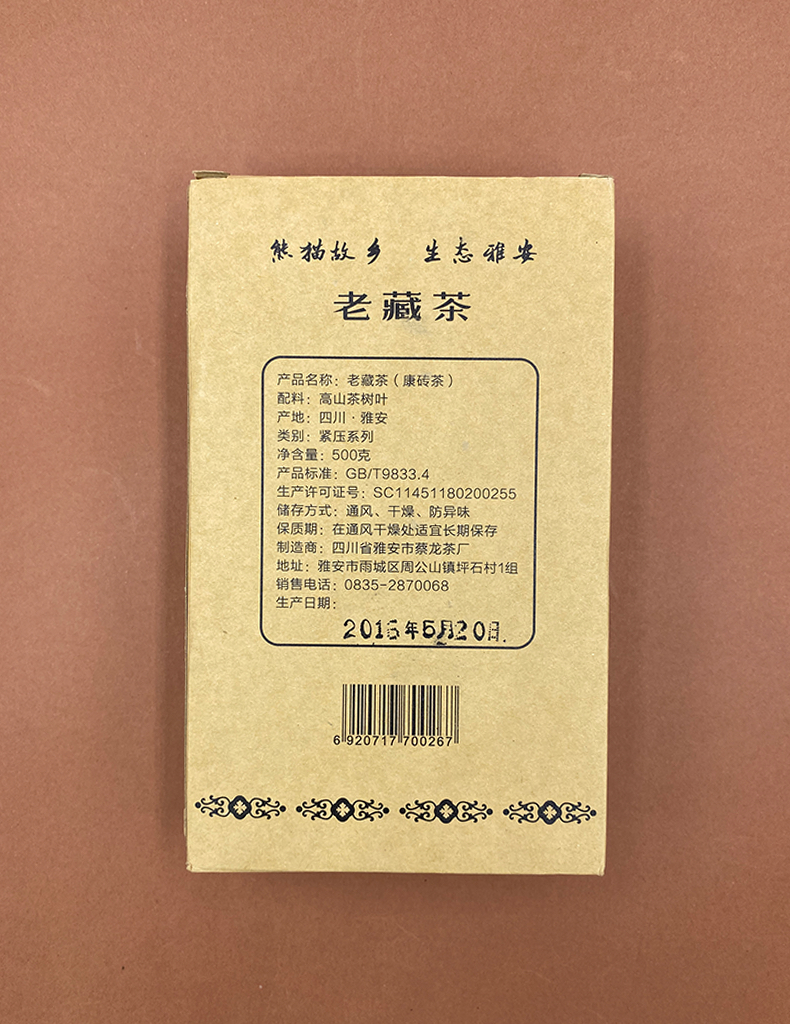 熊猫故乡 生态雅安
老藏茶
产品名称：老藏茶（康砖茶）
配料：高山茶树叶
产地：四川·雅安
类别：紧压系列
净含量：500克
产品标准：GB/T9833.4
生产许可证号：SC11451180200255
储存方式：通风、干燥、防异味
保质期：在通风干燥处适宜长期保存
制造商：四川省雅安市蔡龙茶厂
地址：雅安市雨城区周公山镇坪石村1组
销售电话：0835-2870068
生产日期：
2016年5月20日.
6 920717 700267